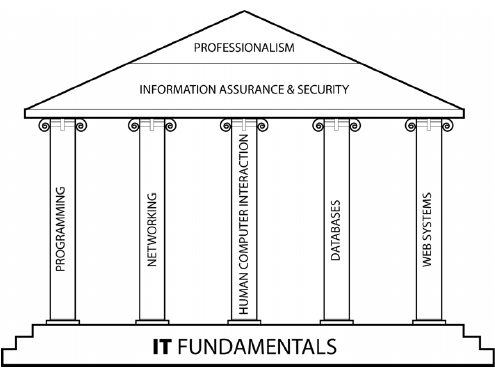 PROFESSIONALISM
INFORMATION ASSURANCE & SECURITY
PROGRAMMING
NETWORKING
HUMAN COMPUTER INTERACTION
DATABASES
WEB SYSTEMS
IT FUNDAMENTALS